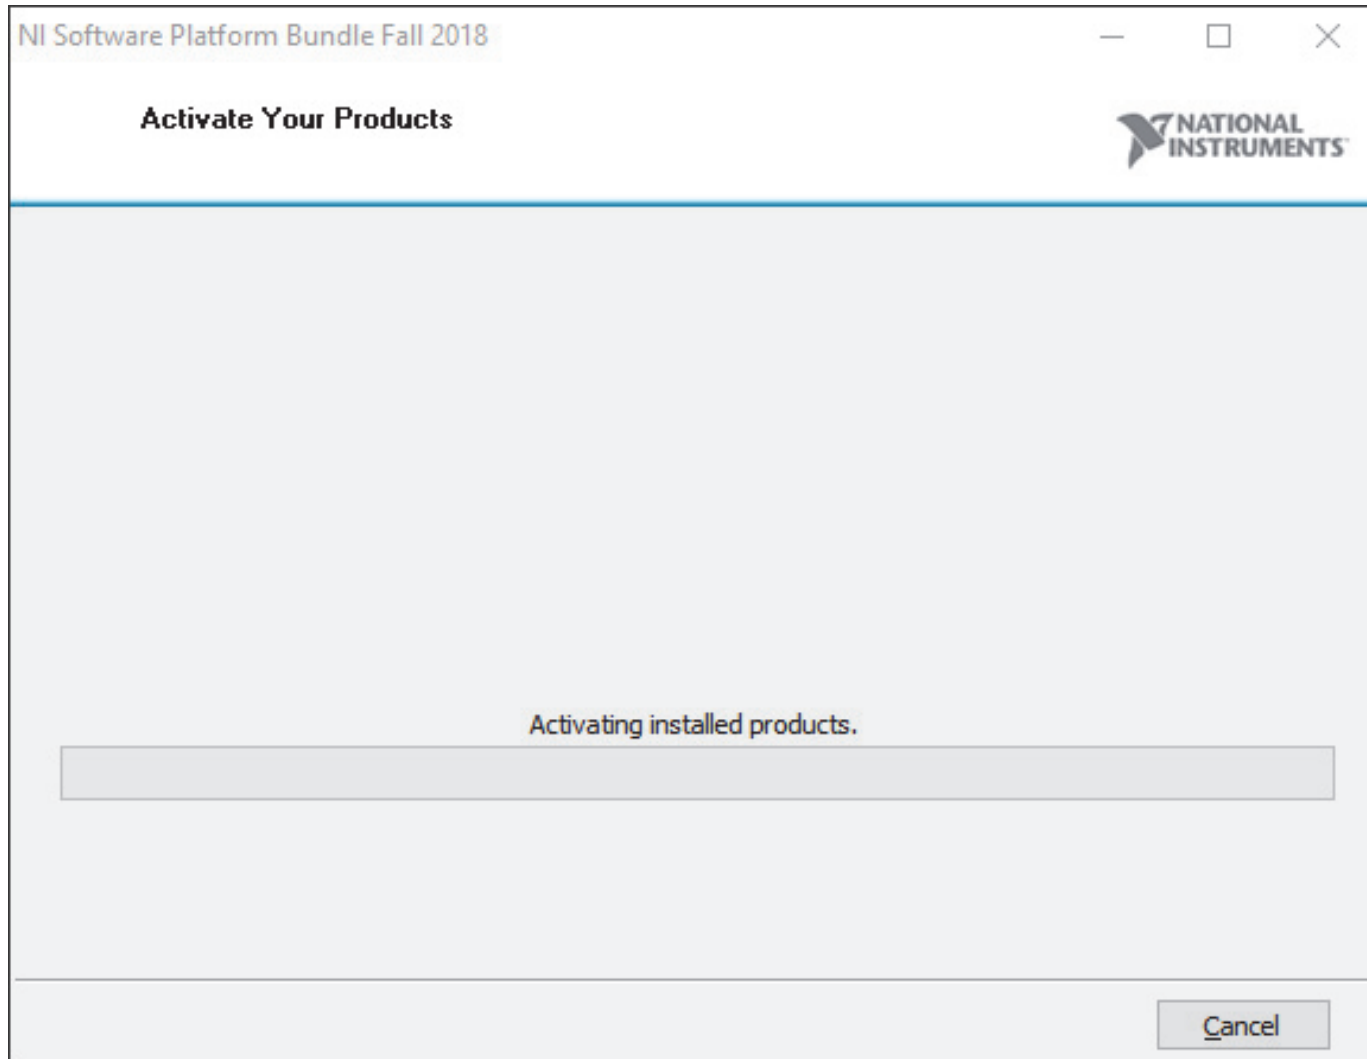 NI Software Platform Bundle Fall 2018
Activate Your Products
NATIONAL
INSTRUMENTS
Activating installed products.
Cancel